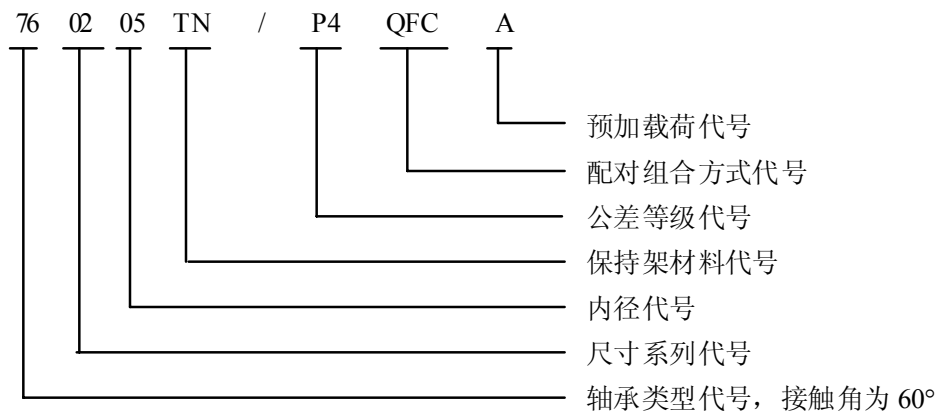 76 02 05 TN / P4 QFC A
预加载荷代号
配对组合方式代号
公差等级代号
保持架材料代号
内径代号
尺寸系列代号
轴承类型代号，接触角为 60°